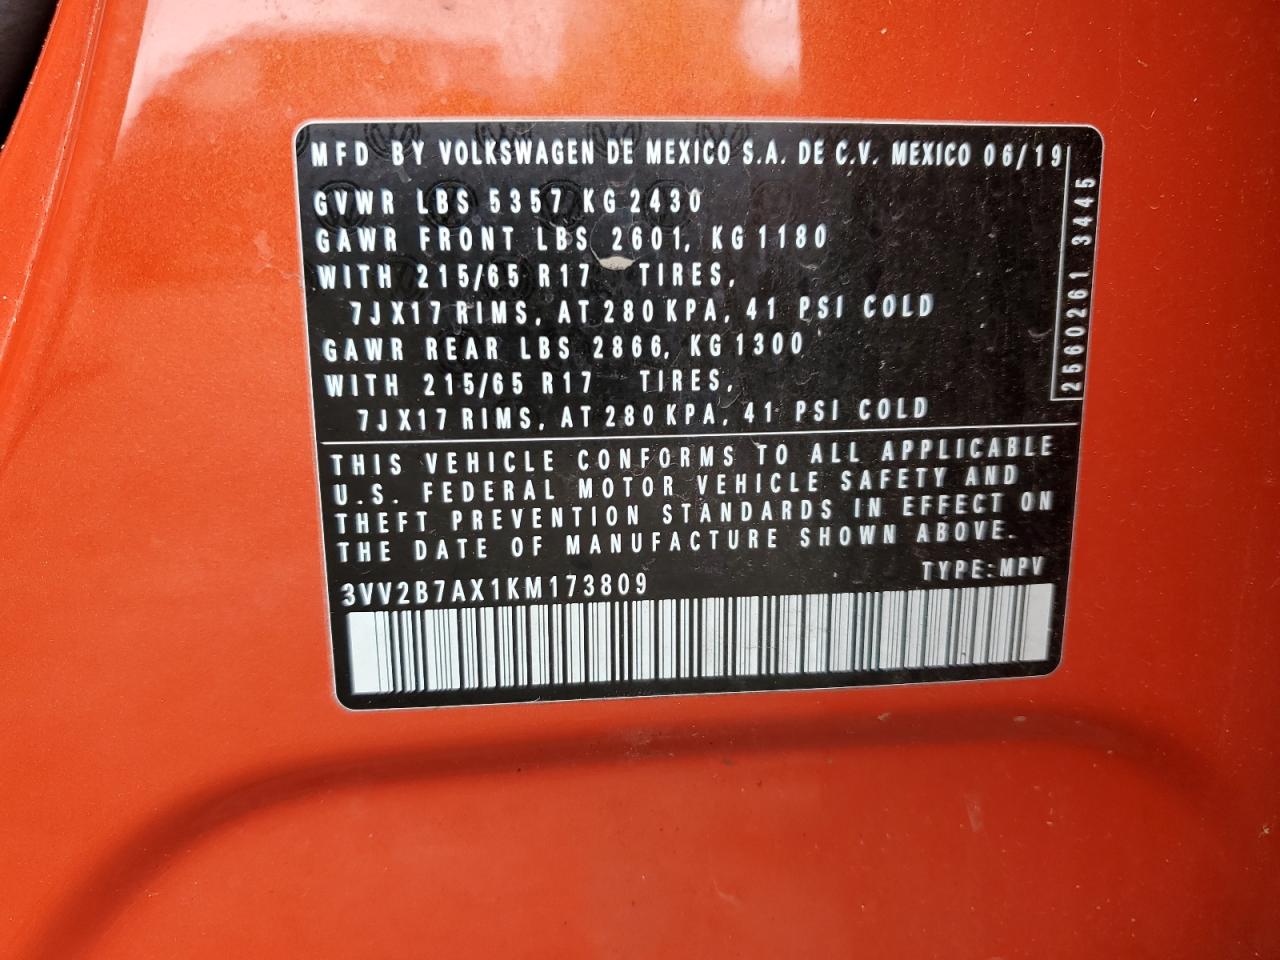 MFD BY VOLKSWAGEN DE MEXICO S.A. DE C.V. MEXICO 06/19
GVWR LBS 5357 KG 2430
GAWR FRONT LBS 2601, KG 1180
WITH 215/65 R17 TIRES,
7JX17 RIMS, AT 280 KPA, 41 PSI COLD
GAWR REAR LBS 2866, KG 1300
WITH 215/65 R17 TIRES,
7JX17 RIMS, AT 280 KPA, 41 PSI COLD
2560261 3445
THIS VEHICLE CONFORMS TO ALL APPLICABLE
U.S. FEDERAL MOTOR VEHICLE SAFETY AND
THEFT PREVENTION STANDARDS IN EFFECT ON
THE DATE OF MANUFACTURE SHOWN ABOVE.
3VV2B7AX1KM173809 TYPE: MPV